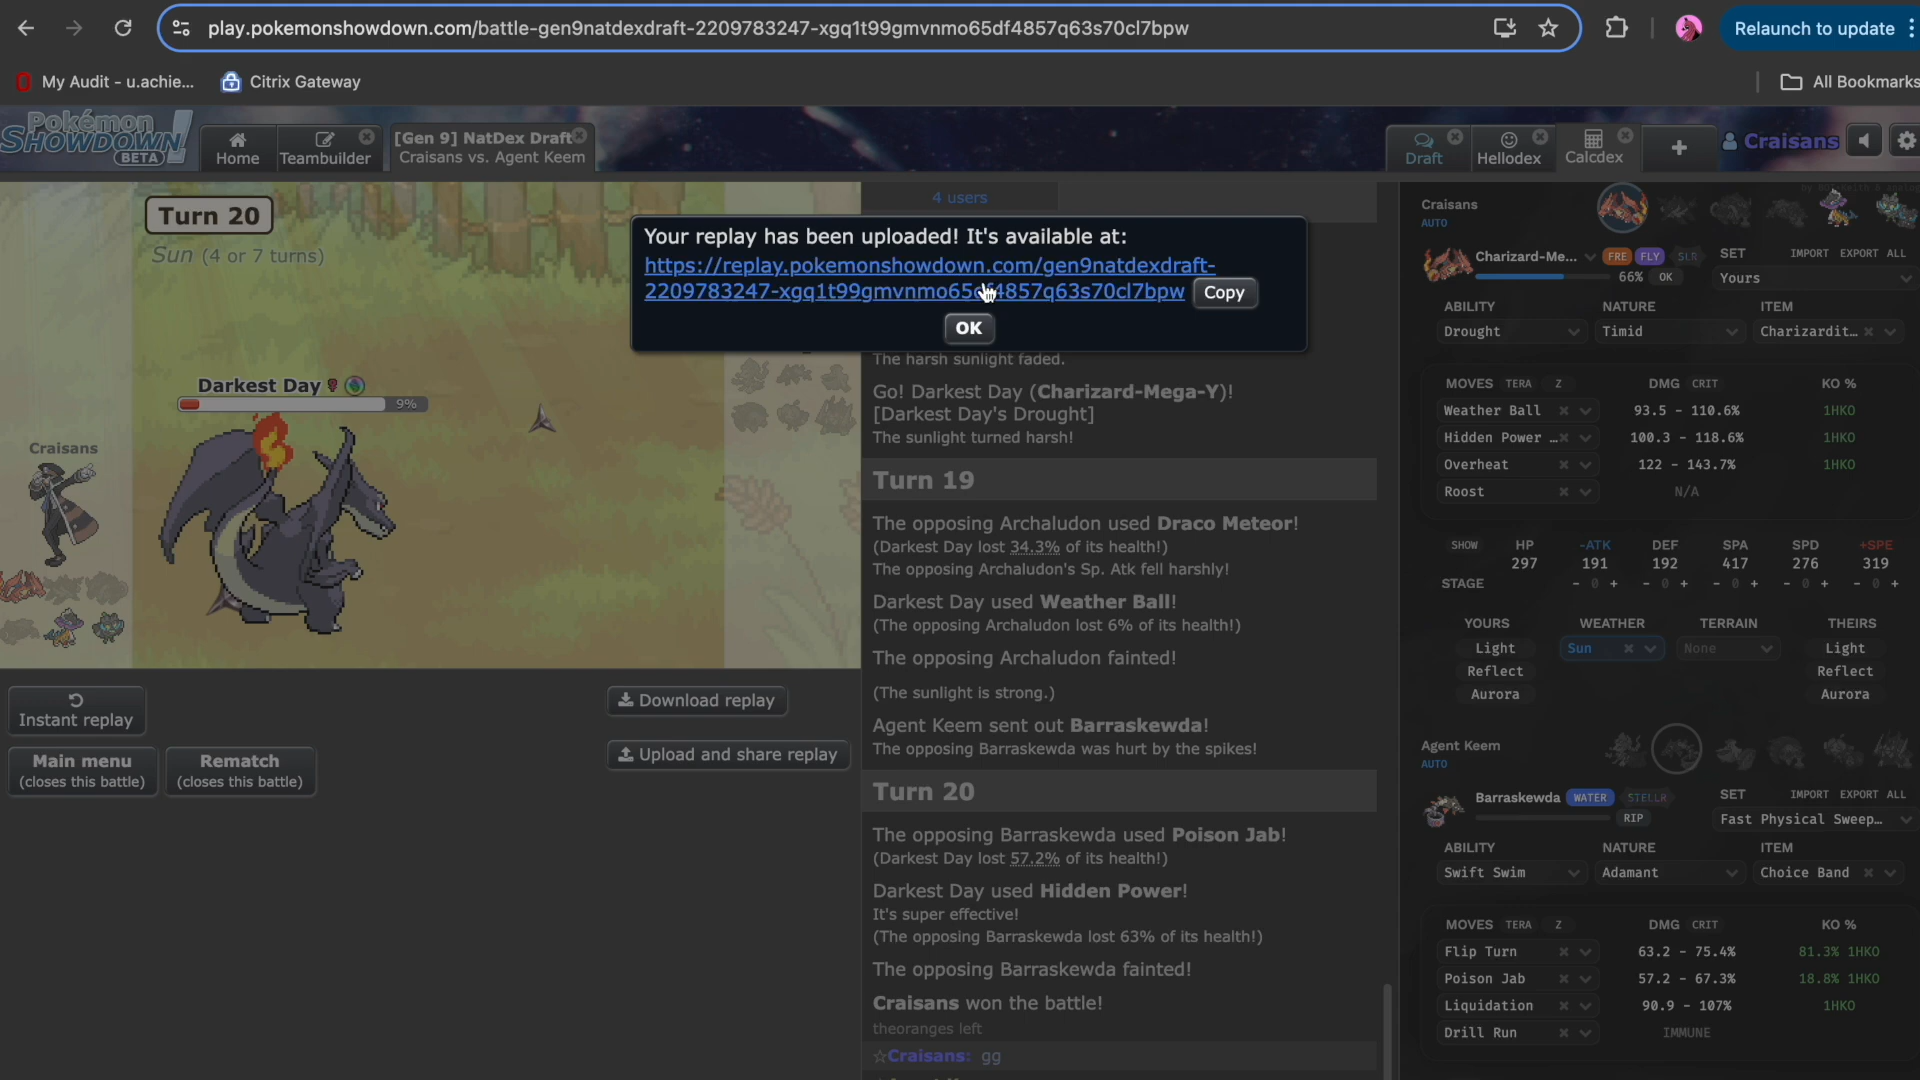 play.pokemonshowdown.com/battle-gen9natdexdraft-2209783247-xgq1t99gmvnmo65df4857q63s70cl7bpw
Relaunch to update
My Audit - u.achie...
Citrix Gateway
All Bookmarks
Pokémon
SHOWDOWN!
BETA
Home
Teambuilder
[Gen 9] NatDex Draft
Craisans vs. Agent Keem
Draft
Hellodex
Calcdex
Craisans
Turn 20
Sun (4 or 7 turns)
Darkest Day
9%
Craisans
Instant replay
Download replay
Upload and share replay
Main menu
(closes this battle)
Rematch
(closes this battle)
4 users
Your replay has been uploaded! It's available at:
https://replay.pokemonshowdown.com/gen9natdexdraft-
2209783247-xgq1t99gmvnmo65df4857q63s70cl7bpw
Copy
OK
The harsh sunlight faded.
Go! Darkest Day (Charizard-Mega-Y)!
[Darkest Day's Drought]
The sunlight turned harsh!
Turn 19
The opposing Archaludon used Draco Meteor!
(Darkest Day lost 34.3% of its health!)
The opposing Archaludon's Sp. Atk fell harshly!
Darkest Day used Weather Ball!
(The opposing Archaludon lost 6% of its health!)
The opposing Archaludon fainted!
(The sunlight is strong.)
Agent Keem sent out Barraskewda!
The opposing Barraskewda was hurt by the spikes!
Turn 20
The opposing Barraskewda used Poison Jab!
(Darkest Day lost 57.2% of its health!)
Darkest Day used Hidden Power!
It's super effective!
(The opposing Barraskewda lost 63% of its health!)
The opposing Barraskewda fainted!
Craisans won the battle!
theoranges left
☆Craisans: gg
Craisans
AUTO
Charizard-Me... FRE FLY SLR
66% OK
SET IMPORT EXPORT ALL
Yours
ABILITY NATURE ITEM
Drought Timid Charizardit...
MOVES TERA Z DMG CRIT KO %
Weather Ball 93.5 - 110.6% 1HKO
Hidden Power … 100.3 - 118.6% 1HKO
Overheat 122 - 143.7% 1HKO
Roost N/A
SHOW HP -ATK DEF SPA SPD +SPE
297 191 192 417 276 319
STAGE - 0 + - 0 + - 0 + - 0 + - 0 +
YOURS WEATHER TERRAIN THEIRS
Light Sun None Light
Reflect Reflect
Aurora Aurora
Agent Keem
AUTO
Barraskewda WATER STELLR
RIP
SET IMPORT EXPORT ALL
Fast Physical Sweep…
ABILITY NATURE ITEM
Swift Swim Adamant Choice Band
MOVES TERA Z DMG CRIT KO %
Flip Turn 63.2 - 75.4% 81.3% 1HKO
Poison Jab 57.2 - 67.3% 18.8% 1HKO
Liquidation 90.9 - 107% 1HKO
Drill Run IMMUNE